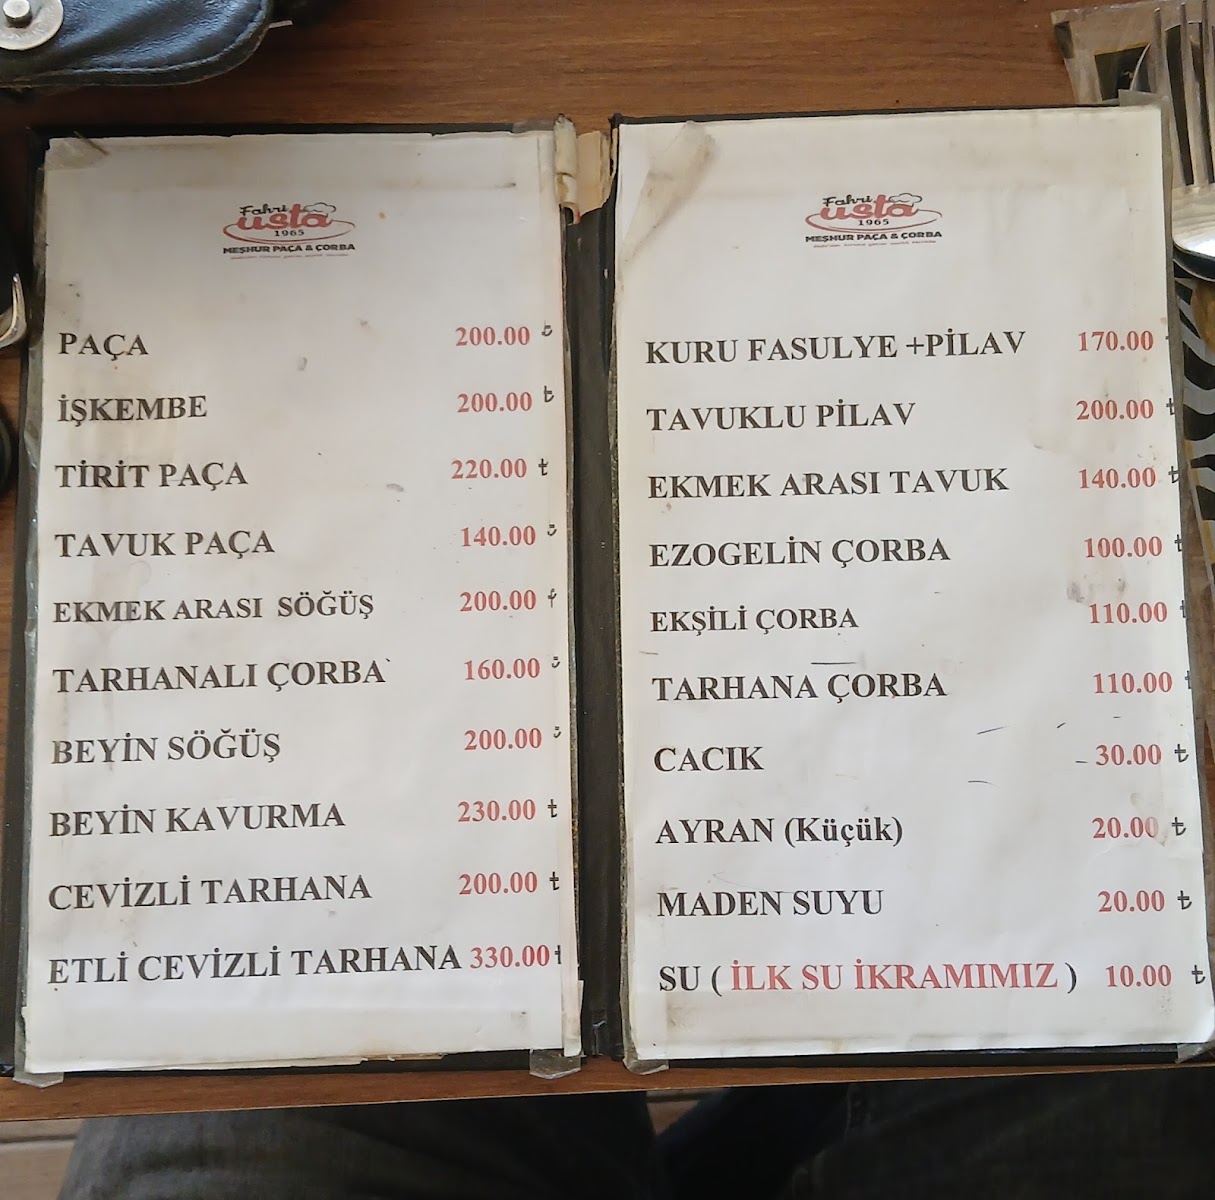 Fahri
usta
1965
MEŞHUR PAÇA & ÇORBA
PAÇA 200.00 ₺
İŞKEMBE 200.00 ₺
TİRİT PAÇA 220.00 ₺
TAVUK PAÇA 140.00 ₺
EKMEK ARASI SÖĞÜŞ 200.00 ₺
TARHANALI ÇORBA 160.00 ₺
BEYİN SÖĞÜŞ 200.00 ₺
BEYİN KAVURMA 230.00 ₺
CEVİZLİ TARHANA 200.00 ₺
ETLİ CEVİZLİ TARHANA 330.00 ₺
Fahri
usta
1965
MEŞHUR PAÇA & ÇORBA
KURU FASULYE +PİLAV 170.00 ₺
TAVUKLU PİLAV 200.00 ₺
EKMEK ARASI TAVUK 140.00 ₺
EZOGELİN ÇORBA 100.00 ₺
EKŞİLİ ÇORBA 110.00 ₺
TARHANA ÇORBA 110.00 ₺
CACIK 30.00 ₺
AYRAN (Küçük) 20.00 ₺
MADEN SUYU 20.00 ₺
SU ( İLK SU İKRAMIMIZ ) 10.00 ₺